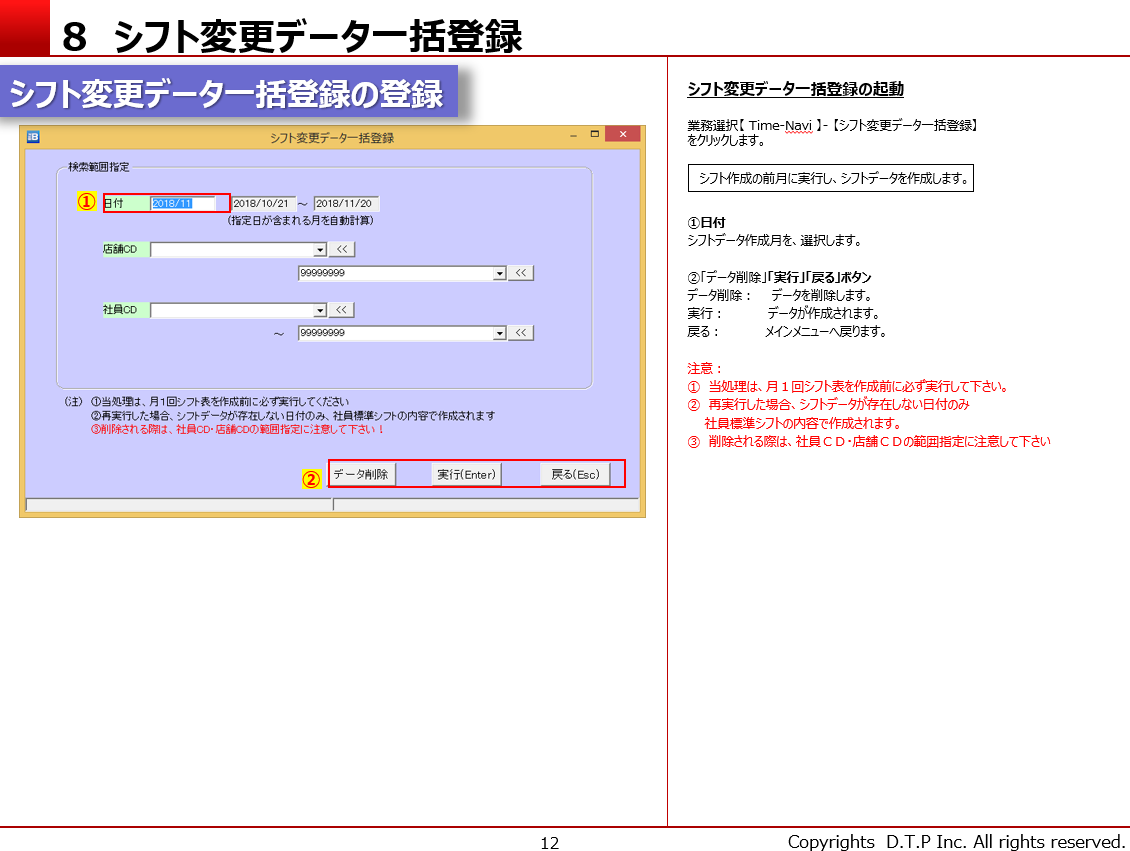 8 シフト変更データ一括登録
シフト変更データ一括登録の登録
iB
シフト変更データ一括登録
検索範囲指定
① 日付 2018/11 2018/10/21 ～ 2018/11/20
(指定日が含まれる月を自動計算)
店舗CD <<
99999999 <<
社員CD <<
～ 99999999 <<
(注) ①当処理は、月1回シフト表を作成前に必ず実行してください
②再実行した場合、シフトデータが存在しない日付のみ、社員標準シフトの内容で作成されます
③削除される際は、社員CD・店舗CDの範囲指定に注意して下さい！
② データ削除 実行(Enter) 戻る(Esc)
シフト変更データ一括登録の起動
業務選択【 Time-Navi 】-【シフト変更データ一括登録】
をクリックします。
シフト作成の前月に実行し、シフトデータを作成します。
①日付
シフトデータ作成月を、選択します。
②「データ削除」「実行」「戻る」ボタン
データ削除： データを削除します。
実行： データが作成されます。
戻る： メインメニューへ戻ります。
注意：
① 当処理は、月１回シフト表を作成前に必ず実行して下さい。
② 再実行した場合、シフトデータが存在しない日付のみ
社員標準シフトの内容で作成されます。
③ 削除される際は、社員ＣＤ・店舗ＣＤの範囲指定に注意して下さい
12
Copyrights D.T.P Inc. All rights reserved.